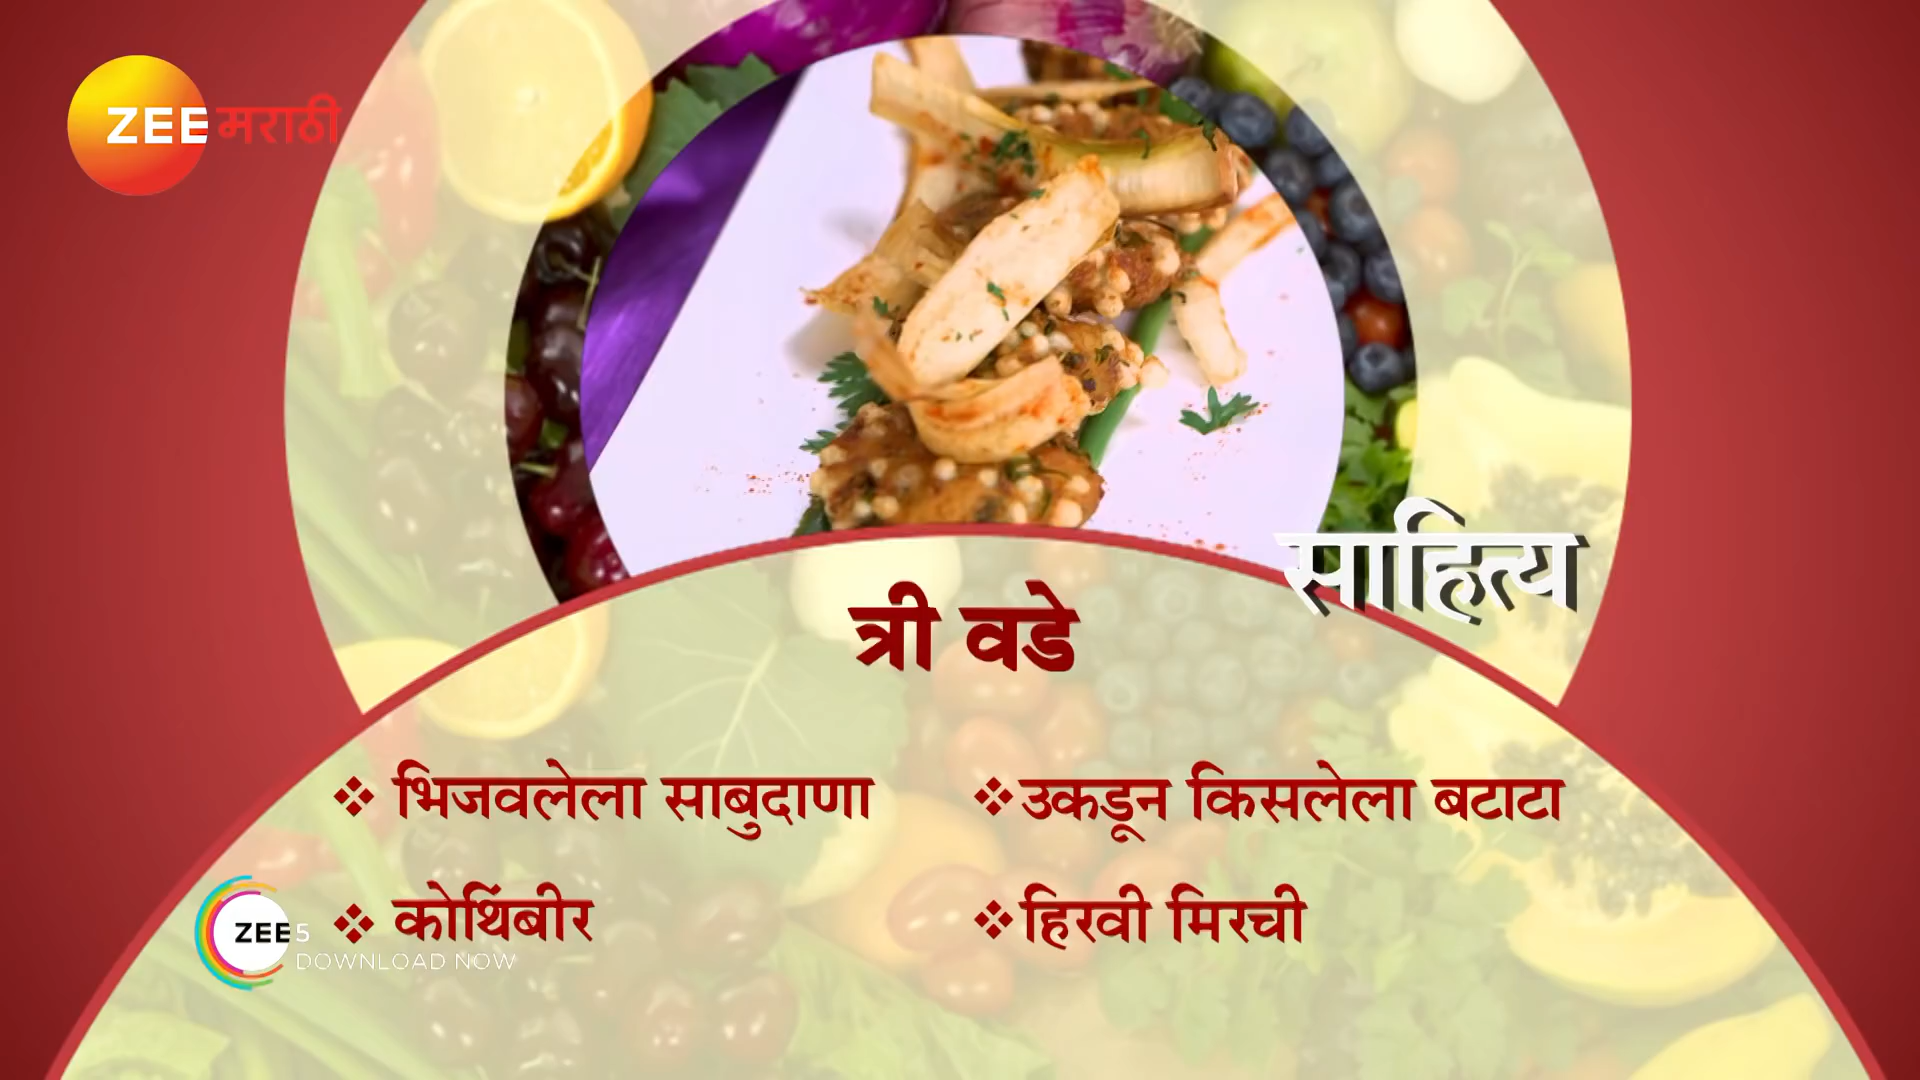 ZEE मराठी
साहित्य
त्री वडे
❖ भिजवलेला साबुदाणा
❖ उकडून किसलेला बटाटा
❖ कोथिंबीर
❖ हिरवी मिरची
ZEE5
DOWNLOAD NOW